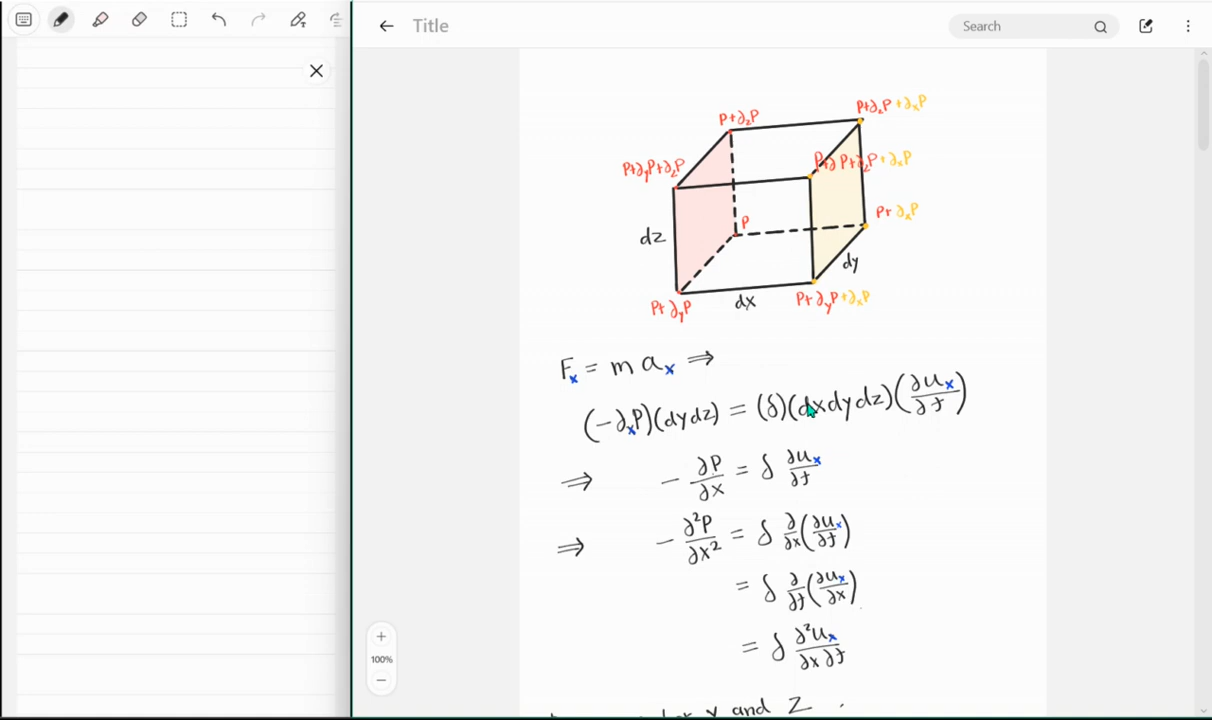 Title
Search
P+∂zP
P+∂zP+∂xP
P+∂yP+∂zP
P+∂P+∂zP+∂xP
dz
P
P+∂xP
dy
P+∂yP
dx
P+∂yP+∂xP
Fx = m ax ⇒
(-∂xP)(dydz) = (δ)(dxdydz)(∂ux/∂t)
⇒ - ∂P/∂x = δ ∂ux/∂t
⇒ - ∂²P/∂x² = δ ∂/∂x(∂ux/∂t)
= δ ∂/∂t(∂ux/∂x)
= δ ∂²ux/∂x∂t
100%
y and z